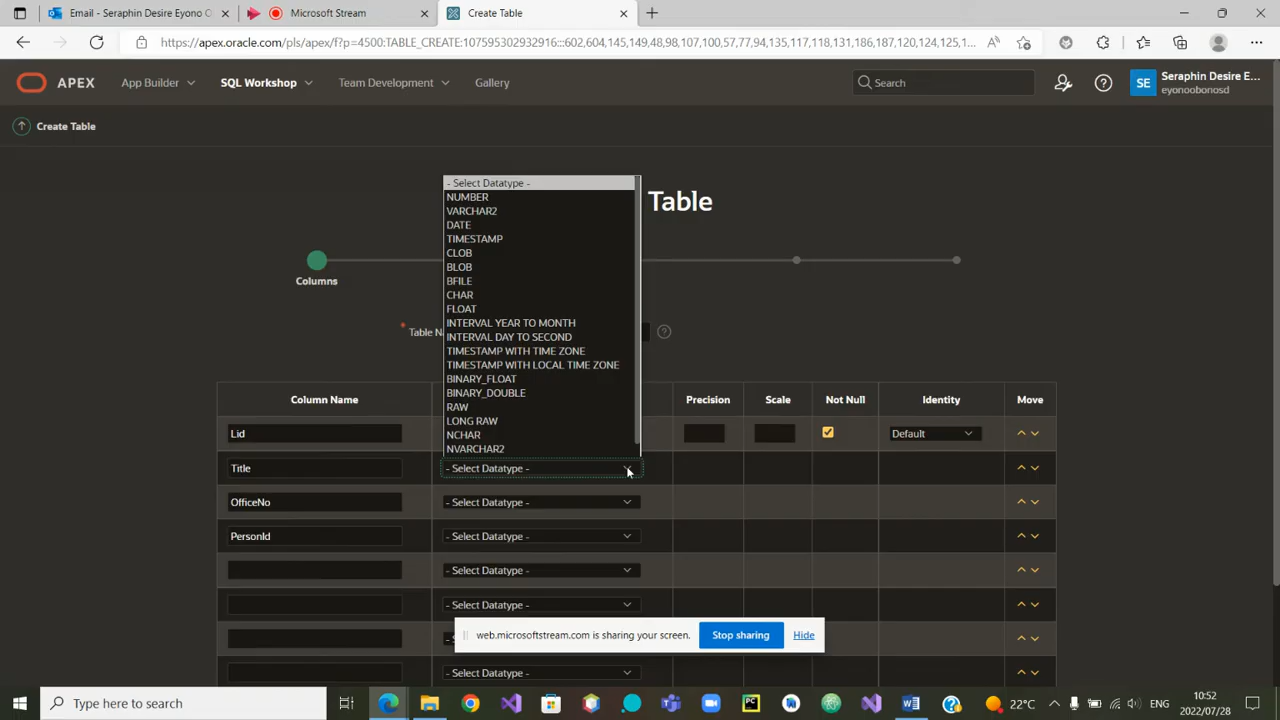 Email - Seraphin Desire Eyono O
Microsoft Stream
Create Table
https://apex.oracle.com/pls/apex/f?p=4500:TABLE_CREATE:107595302932916:::602,604,145,149,48,98,107,100,57,77,94,135,117,118,131,186,187,120,124,125,1...
APEX
App Builder
SQL Workshop
Team Development
Gallery
Search
SE
Seraphin Desire E...
eyonoobonosd
Create Table
Table
Columns
* Table Na
- Select Datatype -
NUMBER
VARCHAR2
DATE
TIMESTAMP
CLOB
BLOB
BFILE
CHAR
FLOAT
INTERVAL YEAR TO MONTH
INTERVAL DAY TO SECOND
TIMESTAMP WITH TIME ZONE
TIMESTAMP WITH LOCAL TIME ZONE
BINARY_FLOAT
BINARY_DOUBLE
RAW
LONG RAW
NCHAR
NVARCHAR2
Column Name Precision Scale Not Null Identity Move
Lid Default
Title - Select Datatype -
OfficeNo - Select Datatype -
PersonId - Select Datatype -
- Select Datatype -
- Select Datatype -
web.microsoftstream.com is sharing your screen. Stop sharing Hide
- Select Datatype -
Type here to search
22°C
ENG
10:52
2022/07/28